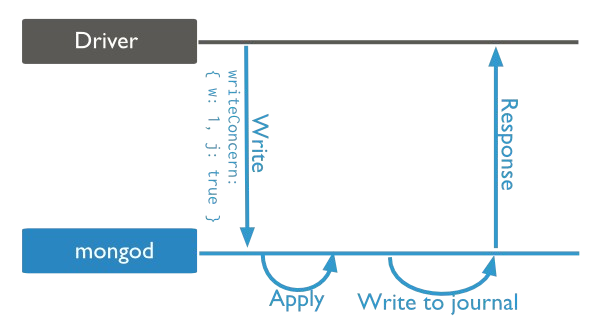 Driver
Write
writeConcern:
{ w: 1, j: true }
Response
mongod
Apply
Write to journal